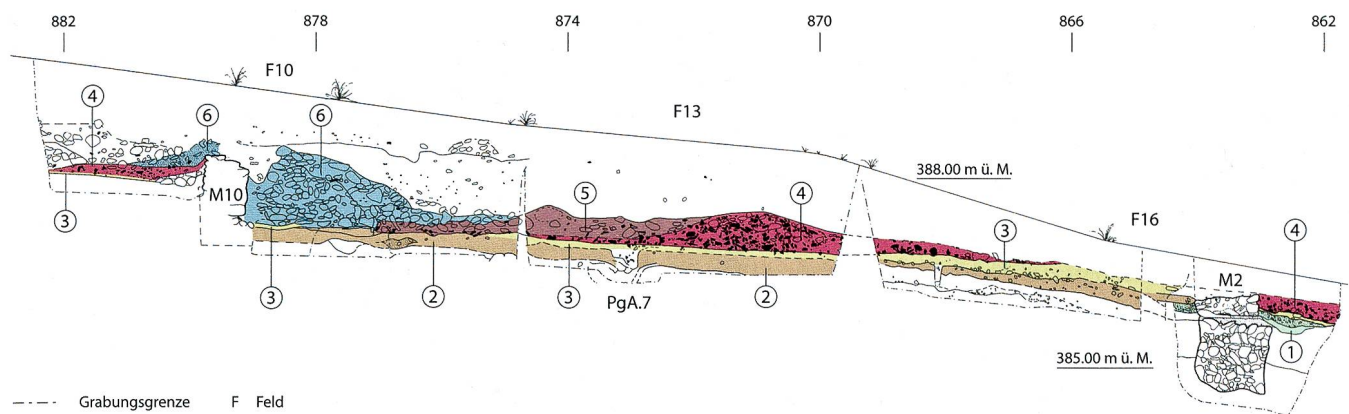 882 878 874 870 866 862
F10
F13
4 6 6
388.00 m ü. M.
F16
5 4
3 4
M10
M2
3
3 2 3 2
PgA.7
385.00 m ü. M.
1
Grabungsgrenze F Feld